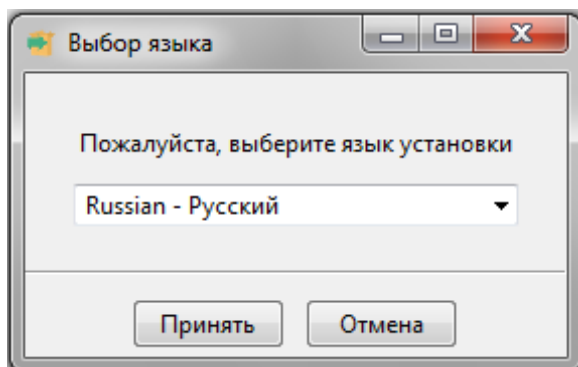 Выбор языка
Пожалуйста, выберите язык установки
Russian - Русский
Принять
Отмена